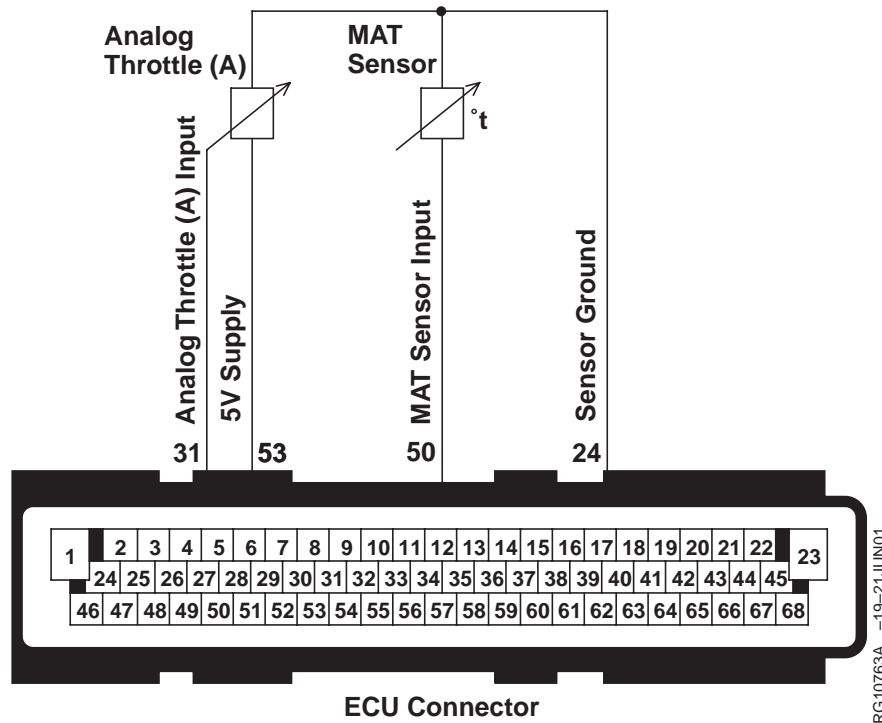 Analog
Throttle (A)
MAT
Sensor
°t
Analog Throttle (A) Input
5V Supply
MAT Sensor Input
Sensor Ground
31 53 50 24
1 2 3 4 5 6 7 8 9 10 11 12 13 14 15 16 17 18 19 20 21 22 23
24 25 26 27 28 29 30 31 32 33 34 35 36 37 38 39 40 41 42 43 44 45
46 47 48 49 50 51 52 53 54 55 56 57 58 59 60 61 62 63 64 65 66 67 68
ECU Connector
RG10763A –19–21JUN01